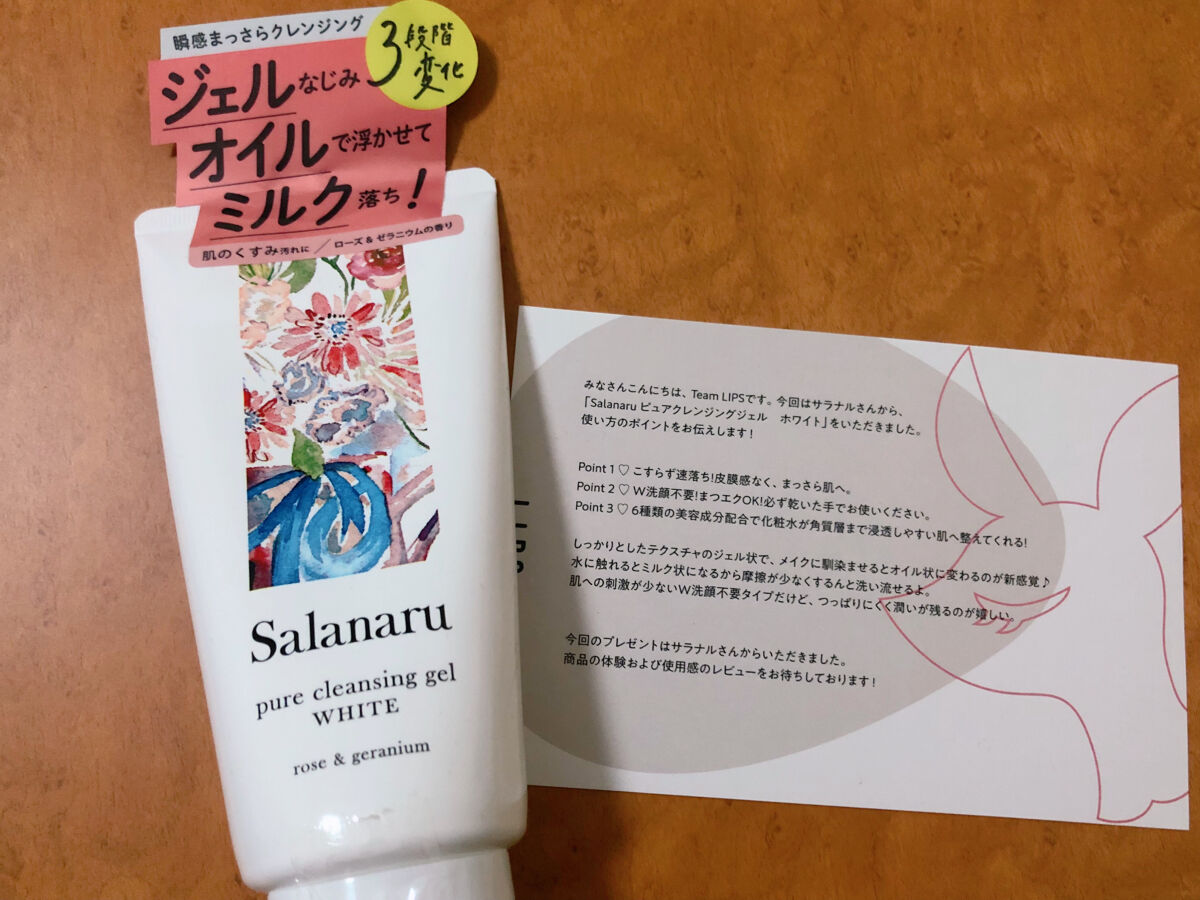 瞬感まっさらクレンジング
3段階
変化
ジェルなじみ
オイルで浮かせて
ミルク落ち!
肌のくすみ汚れに/ローズ&ゼラニウムの香り
Salanaru
pure cleansing gel
WHITE
rose & geranium
LIPS
みなさんこんにちは、Team LIPSです。今回はサラナルさんから、
「Salanaru ピュアクレンジングジェル ホワイト」をいただきました。
使い方のポイントをお伝えします!
Point 1 ♡ こすらず速落ち!皮膜感なく、まっさら肌へ。
Point 2 ♡ W洗顔不要!まつエクOK!必ず乾いた手でお使いください。
Point 3 ♡ 6種類の美容成分配合で化粧水が角質層まで浸透しやすい肌へ整えてくれる!
しっかりとしたテクスチャのジェル状で、メイクに馴染ませるとオイル状に変わるのが新感覚♪
水に触れるとミルク状になるから摩擦が少なくするんと洗い流せるよ。
肌への刺激が少ないW洗顔不要タイプだけど、つっぱりにくく潤いが残るのが嬉しい。
今回のプレゼントはサラナルさんからいただきました。
商品の体験および使用感のレビューをお待ちしております!